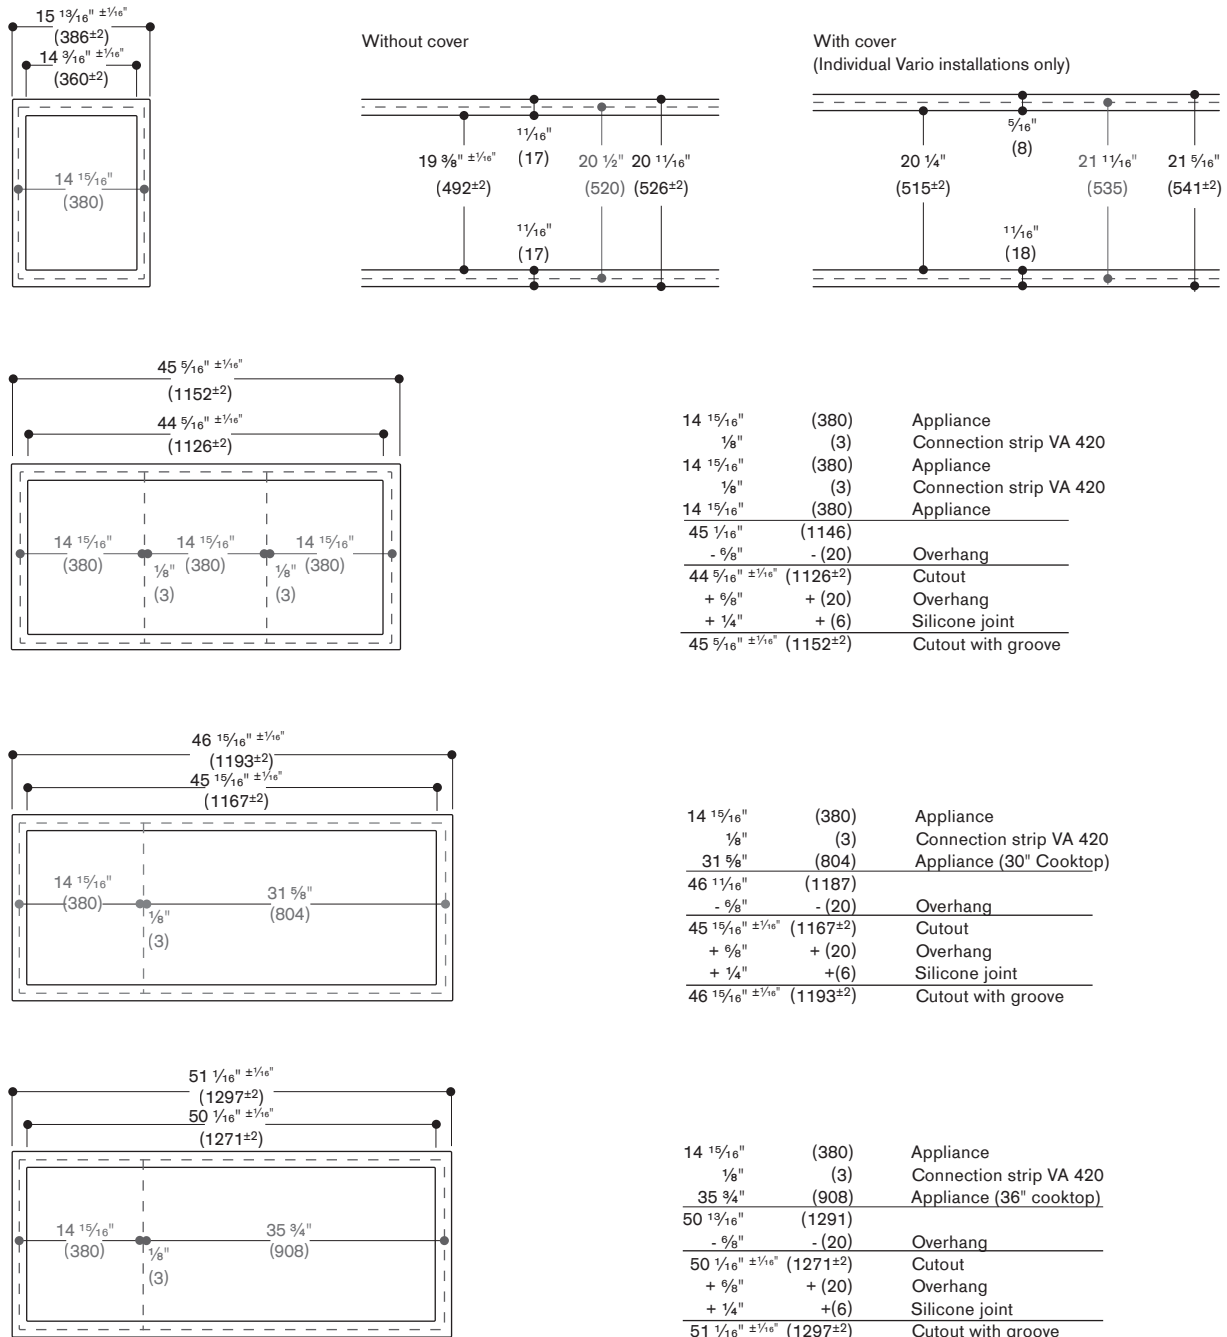 15 ¹³⁄₁₆" ±¹⁄₁₆"
(386±2)
14 ³⁄₁₆" ±¹⁄₁₆"
(360±2)
14 ¹⁵⁄₁₆"
(380)
Without cover
¹¹⁄₁₆"
(17)
19 ⅜" ±¹⁄₁₆"
(492±2)
20 ½"
(520)
20 ¹¹⁄₁₆"
(526±2)
¹¹⁄₁₆"
(17)
With cover
(Individual Vario installations only)
⁵⁄₁₆"
(8)
20 ¼"
(515±2)
21 ¹¹⁄₁₆"
(535)
21 ⁵⁄₁₆"
(541±2)
¹¹⁄₁₆"
(18)
45 ⁵⁄₁₆" ±¹⁄₁₆"
(1152±2)
44 ⁵⁄₁₆" ±¹⁄₁₆"
(1126±2)
14 ¹⁵⁄₁₆" 14 ¹⁵⁄₁₆" 14 ¹⁵⁄₁₆"
(380) (380) (380)
⅛" ⅛"
(3) (3)
14 ¹⁵⁄₁₆" (380) Appliance
⅛" (3) Connection strip VA 420
14 ¹⁵⁄₁₆" (380) Appliance
⅛" (3) Connection strip VA 420
14 ¹⁵⁄₁₆" (380) Appliance
45 ¹⁄₁₆" (1146)
- ⁶⁄₈" - (20) Overhang
44 ⁵⁄₁₆" ±¹⁄₁₆" (1126±2) Cutout
+ ⁶⁄₈" + (20) Overhang
+ ¼" + (6) Silicone joint
45 ⁵⁄₁₆" ±¹⁄₁₆" (1152±2) Cutout with groove
46 ¹⁵⁄₁₆" ±¹⁄₁₆"
(1193±2)
45 ¹⁵⁄₁₆" ±¹⁄₁₆"
(1167±2)
14 ¹⁵⁄₁₆" 31 ⅝"
(380) (804)
⅛"
(3)
14 ¹⁵⁄₁₆" (380) Appliance
⅛" (3) Connection strip VA 420
31 ⅝" (804) Appliance (30" Cooktop)
46 ¹¹⁄₁₆" (1187)
- ⁶⁄₈" - (20) Overhang
45 ¹⁵⁄₁₆" ±¹⁄₁₆" (1167±2) Cutout
+ ⁶⁄₈" + (20) Overhang
+ ¼" +(6) Silicone joint
46 ¹⁵⁄₁₆" ±¹⁄₁₆" (1193±2) Cutout with groove
51 ¹⁄₁₆" ±¹⁄₁₆"
(1297±2)
50 ¹⁄₁₆" ±¹⁄₁₆"
(1271±2)
14 ¹⁵⁄₁₆" 35 ¾"
(380) (908)
⅛"
(3)
14 ¹⁵⁄₁₆" (380) Appliance
⅛" (3) Connection strip VA 420
35 ¾" (908) Appliance (36" cooktop)
50 ¹³⁄₁₆" (1291)
- ⁶⁄₈" - (20) Overhang
50 ¹⁄₁₆" ±¹⁄₁₆" (1271±2) Cutout
+ ⁶⁄₈" + (20) Overhang
+ ¼" +(6) Silicone joint
51 ¹⁄₁₆" ±¹⁄₁₆" (1297±2) Cutout with groove